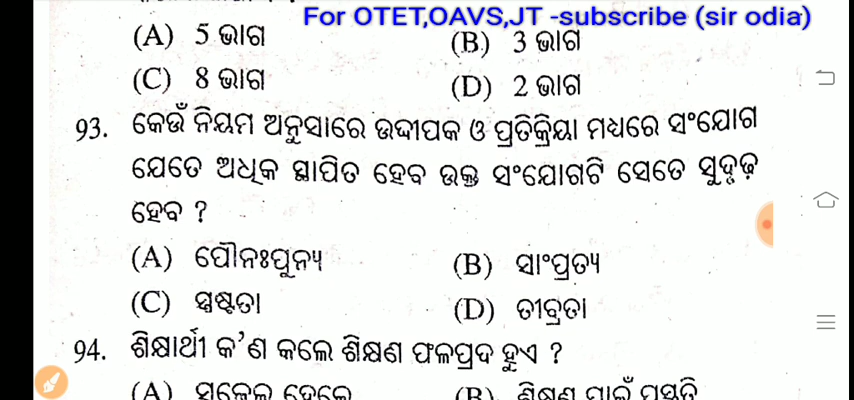 For OTET,OAVS,JT -subscribe (sir odia)
(A) 5 ଭାଗ (B) 3 ଭାଗ
(C) 8 ଭାଗ (D) 2 ଭାଗ
93. କେଉଁ ନିୟମ ଅନୁସାରେ ଉଦ୍ଦୀପକ ଓ ପ୍ରତିକ୍ରିୟା ମଧ୍ୟରେ ସଂଯୋଗ
ଯେତେ ଅଧିକ ସ୍ଥାପିତ ହେବ ଉକ୍ତ ସଂଯୋଗଟି ସେତେ ସୁଦୃଢ଼
ହେବ ?
(A) ପୌନଃପୁନ୍ୟ (B) ସାଂପ୍ରତ୍ୟ
(C) ସ୍ପଷ୍ଟତା (D) ତୀବ୍ରତା
94. ଶିକ୍ଷାର୍ଥୀ କ'ଣ କଲେ ଶିକ୍ଷଣ ଫଳପ୍ରଦ ହୁଏ ?
(A) (B)